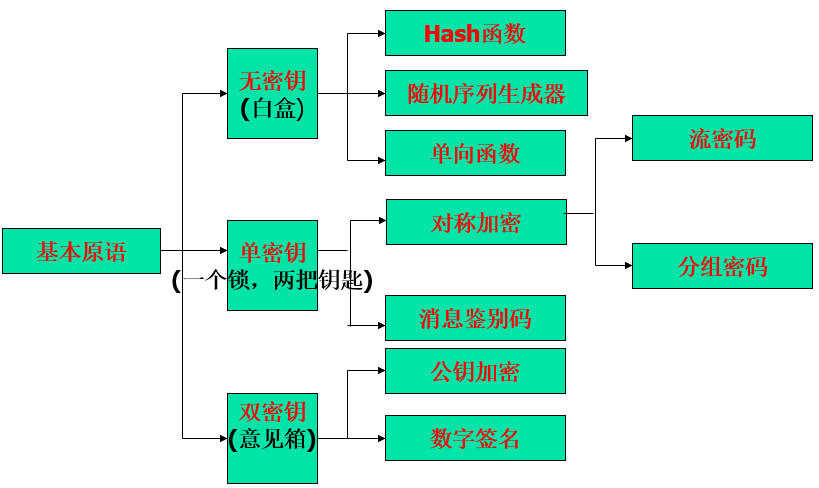 基本原语
无密钥
(白盒)
Hash函数
随机序列生成器
单向函数
单密钥
(一个锁，两把钥匙)
对称加密
流密码
分组密码
消息鉴别码
双密钥
(意见箱)
公钥加密
数字签名